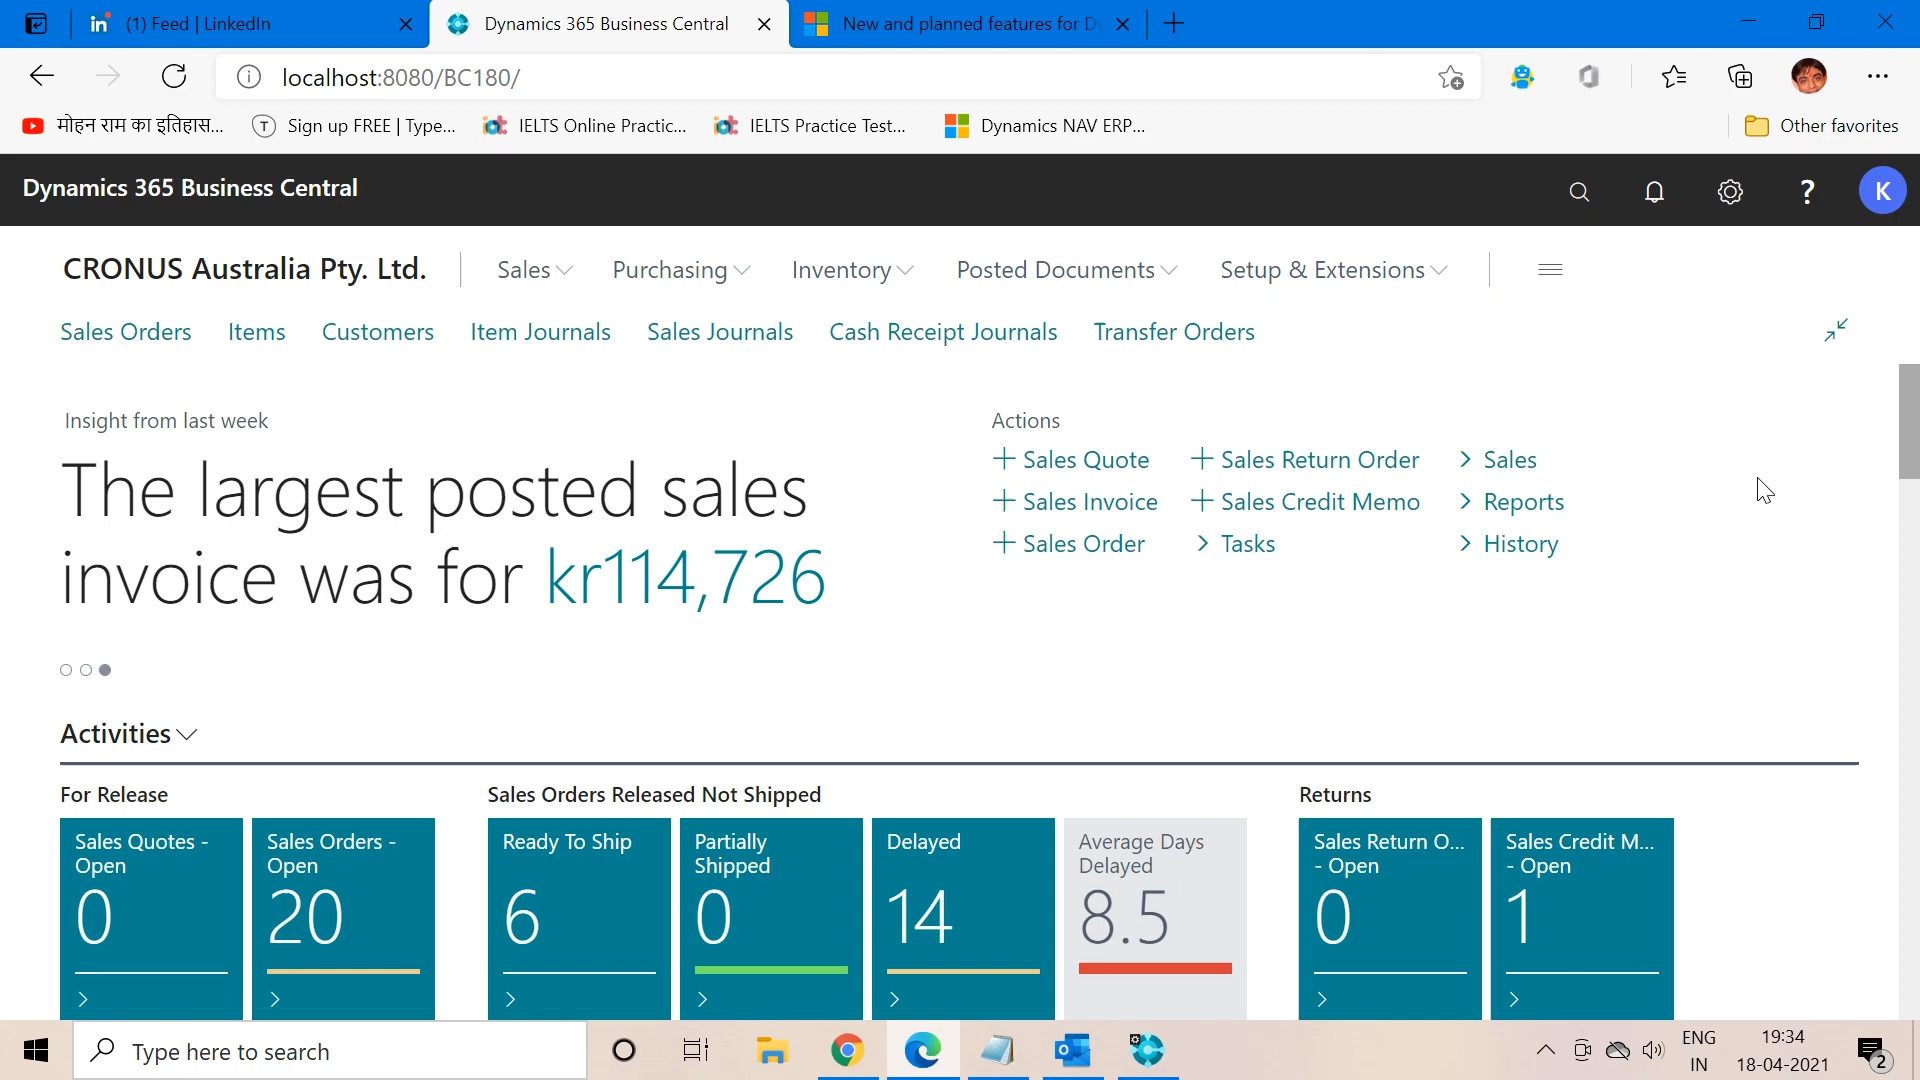 (1) Feed | LinkedIn
Dynamics 365 Business Central
New and planned features for Dy
localhost:8080/BC180/
मोहन राम का इतिहास...
Sign up FREE | Type...
IELTS Online Practic...
IELTS Practice Test...
Dynamics NAV ERP...
Other favorites
Dynamics 365 Business Central
?
K
CRONUS Australia Pty. Ltd.
Sales
Purchasing
Inventory
Posted Documents
Setup & Extensions
Sales Orders
Items
Customers
Item Journals
Sales Journals
Cash Receipt Journals
Transfer Orders
Insight from last week
The largest posted sales
invoice was for kr114,726
Actions
Sales Quote
Sales Return Order
Sales
Sales Invoice
Sales Credit Memo
Reports
Sales Order
Tasks
History
Activities
For Release
Sales Orders Released Not Shipped
Returns
Sales Quotes -
Open
0
Sales Orders -
Open
20
Ready To Ship
6
Partially
Shipped
0
Delayed
14
Average Days
Delayed
8.5
Sales Return O...
- Open
0
Sales Credit M...
- Open
1
Type here to search
ENG
IN
19:34
18-04-2021
2